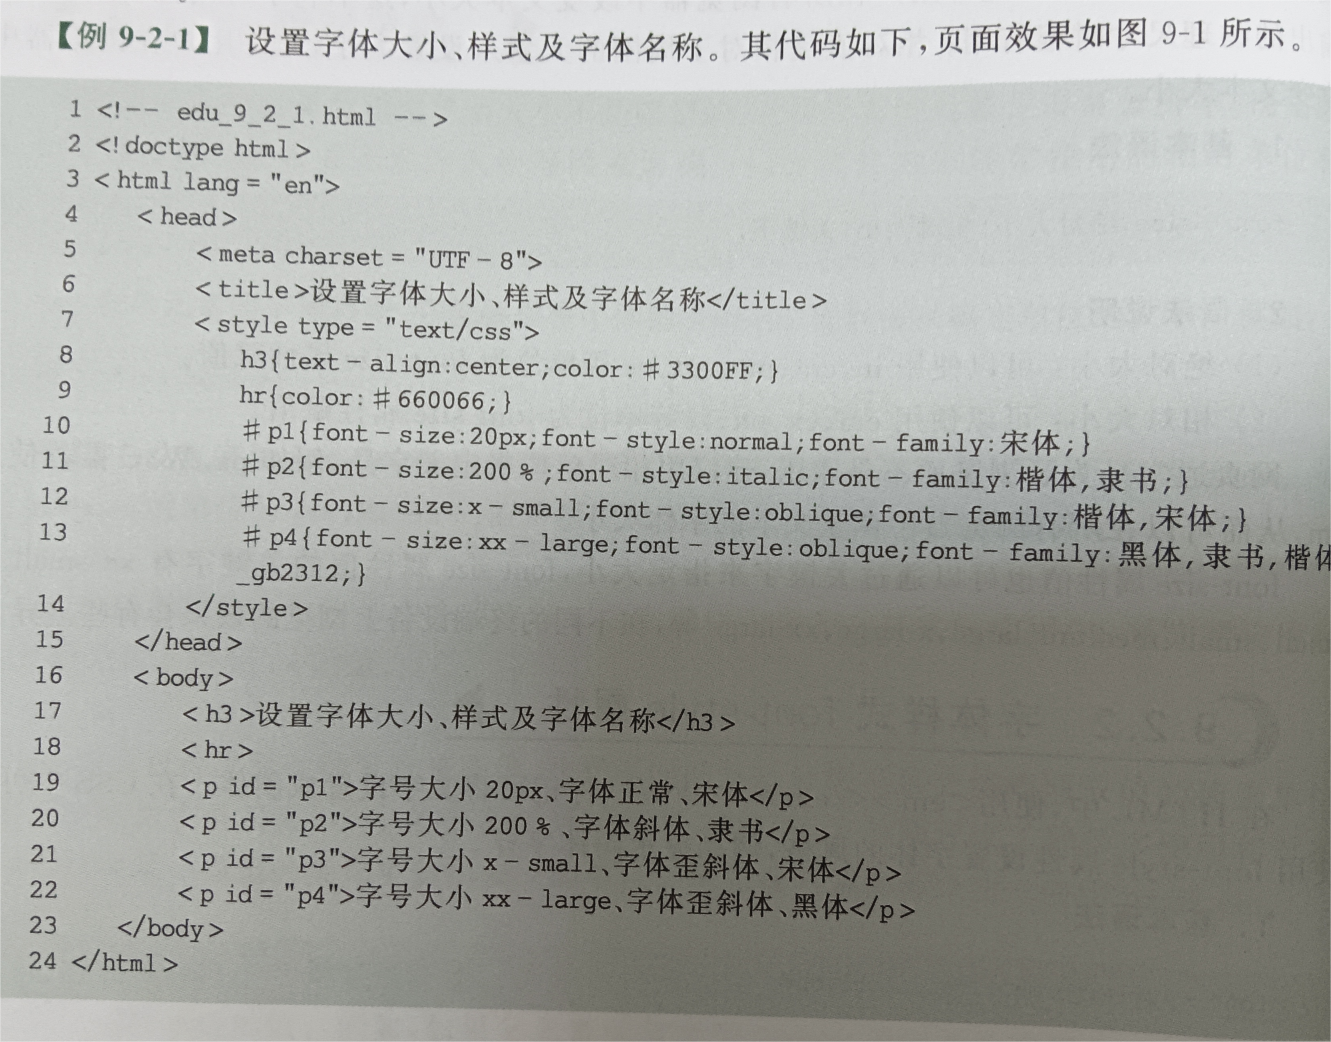 【例 9-2-1】 设置字体大小、样式及字体名称。其代码如下,页面效果如图 9-1 所示。
1 <!-- edu_9_2_1.html -->
2 <!doctype html>
3 <html lang = "en">
4 <head>
5 <meta charset = "UTF-8">
6 <title>设置字体大小、样式及字体名称</title>
7 <style type = "text/css">
8 h3{text-align:center;color:#3300FF;}
9 hr{color:#660066;}
10 #p1{font-size:20px;font-style:normal;font-family:宋体;}
11 #p2{font-size:200%;font-style:italic;font-family:楷体,隶书;}
12 #p3{font-size:x-small;font-style:oblique;font-family:楷体,宋体;}
13 #p4{font-size:xx-large;font-style:oblique;font-family:黑体,隶书,楷体
_gb2312;}
14 </style>
15 </head>
16 <body>
17 <h3>设置字体大小、样式及字体名称</h3>
18 <hr>
19 <p id = "p1">字号大小 20px、字体正常、宋体</p>
20 <p id = "p2">字号大小 200%、字体斜体、隶书</p>
21 <p id = "p3">字号大小 x-small、字体歪斜体、宋体</p>
22 <p id = "p4">字号大小 xx-large、字体歪斜体、黑体</p>
23 </body>
24 </html>